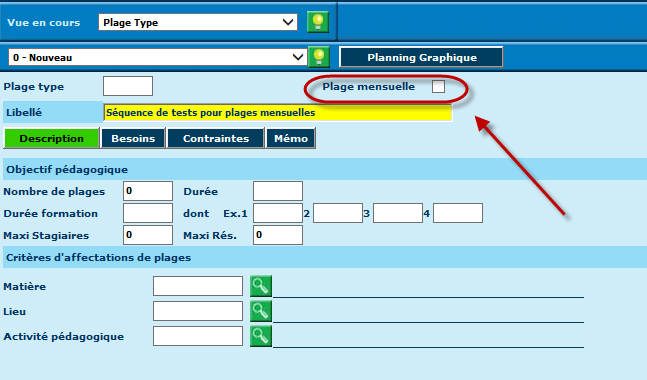 Vue en cours Plage Type
0 - Nouveau Planning Graphique
Plage type Plage mensuelle
Libellé Séquence de tests pour plages mensuelles
Description Besoins Contraintes Mémo
Objectif pédagogique
Nombre de plages 0 Durée
Durée formation dont Ex.1 2 3 4
Maxi Stagiaires 0 Maxi Rés. 0
Critères d'affectations de plages
Matière
Lieu
Activité pédagogique